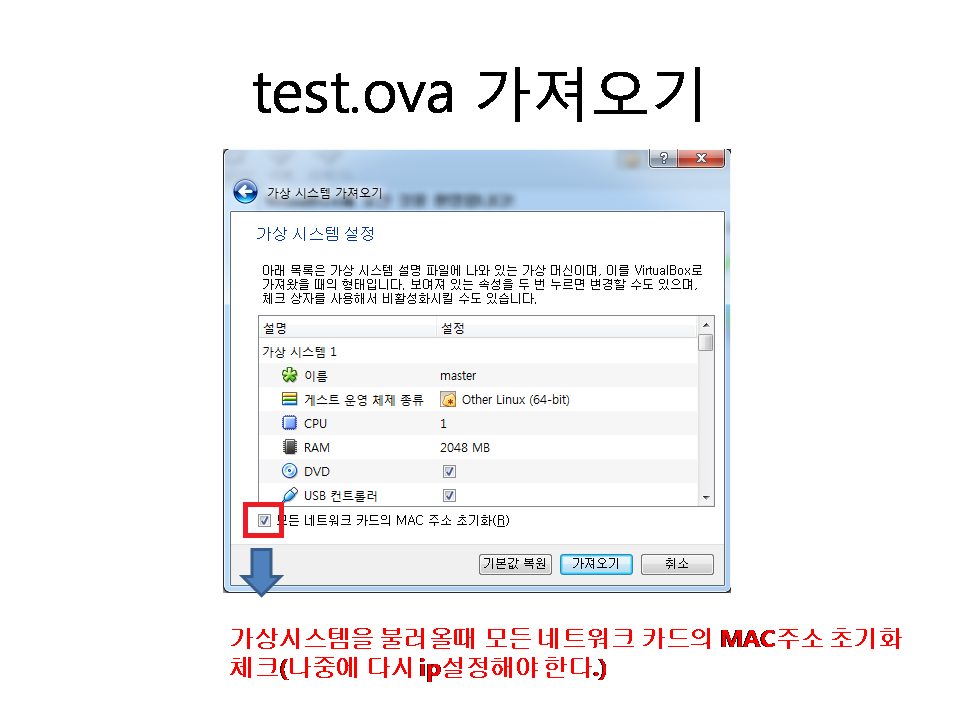 test.ova 가져오기
가상 시스템 가져오기
가상 시스템 설정
아래 목록은 가상 시스템 설명 파일에 나와 있는 가상 머신이며, 이를 VirtualBox로
가져왔을 때의 형태입니다. 보여져 있는 속성을 두 번 누르면 변경할 수도 있으며,
체크 상자를 사용해서 비활성화시킬 수도 있습니다.
설명 설정
가상 시스템 1
이름 master
게스트 운영 체제 종류 Other Linux (64-bit)
CPU 1
RAM 2048 MB
DVD
USB 컨트롤러
모든 네트워크 카드의 MAC 주소 초기화(R)
기본값 복원 가져오기 취소
가상시스템을 불러올때 모든 네트워크 카드의 MAC주소 초기화
체크(나중에 다시 ip설정해야 한다.)